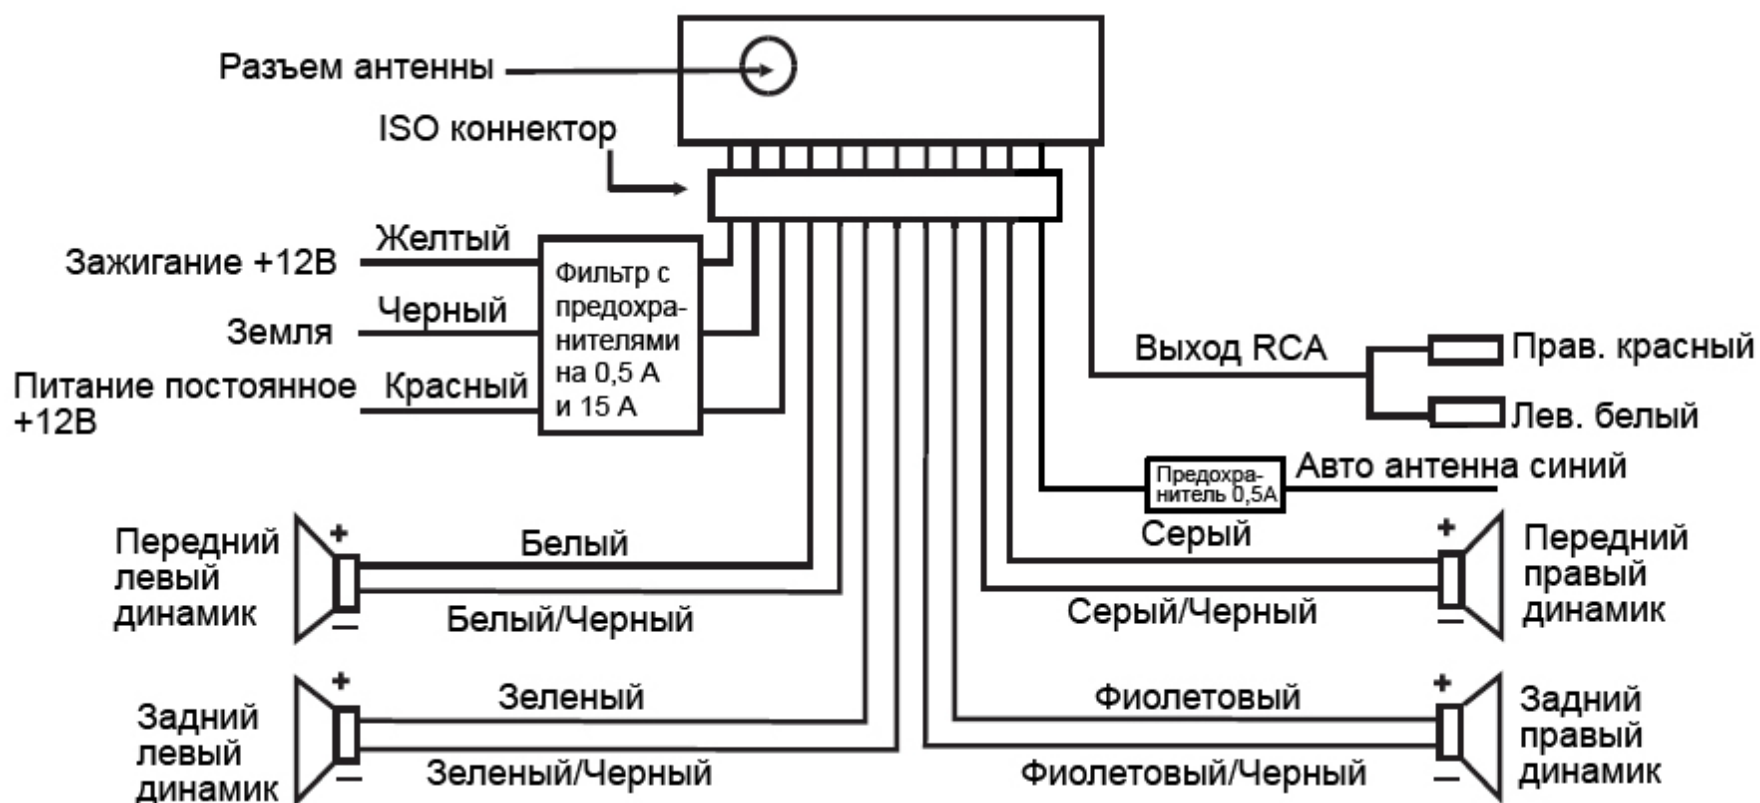 Разъем антенны
ISO коннектор
Желтый
Зажигание +12В
Черный
Земля
Питание постоянное
+12В
Красный
Фильтр с
предохра-
нителями
на 0,5 А
и 15 А
Выход RCA
Прав. красный
Лев. белый
Предохра-
нитель 0,5А
Авто антенна синий
Передний
левый
динамик
+
Белый
Белый/Черный
—
Серый
Серый/Черный
+
—
Передний
правый
динамик
Задний
левый
динамик
+
Зеленый
Зеленый/Черный
—
Фиолетовый
Фиолетовый/Черный
+
—
Задний
правый
динамик